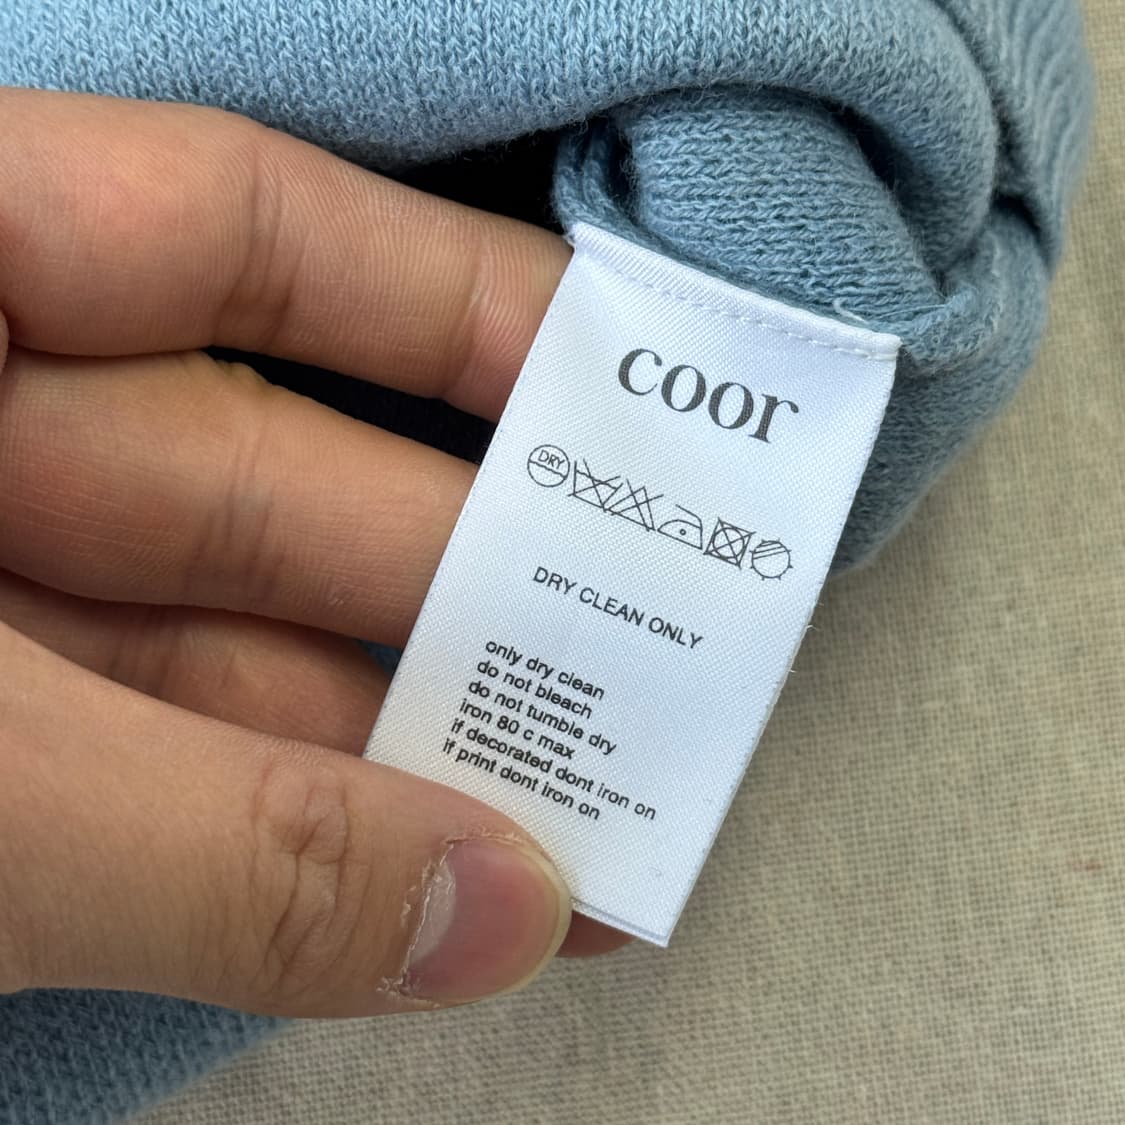 coor
DRY
DRY CLEAN ONLY
only dry clean
do not bleach
do not tumble dry
iron 80 c max
if decorated dont iron on
if print dont iron on